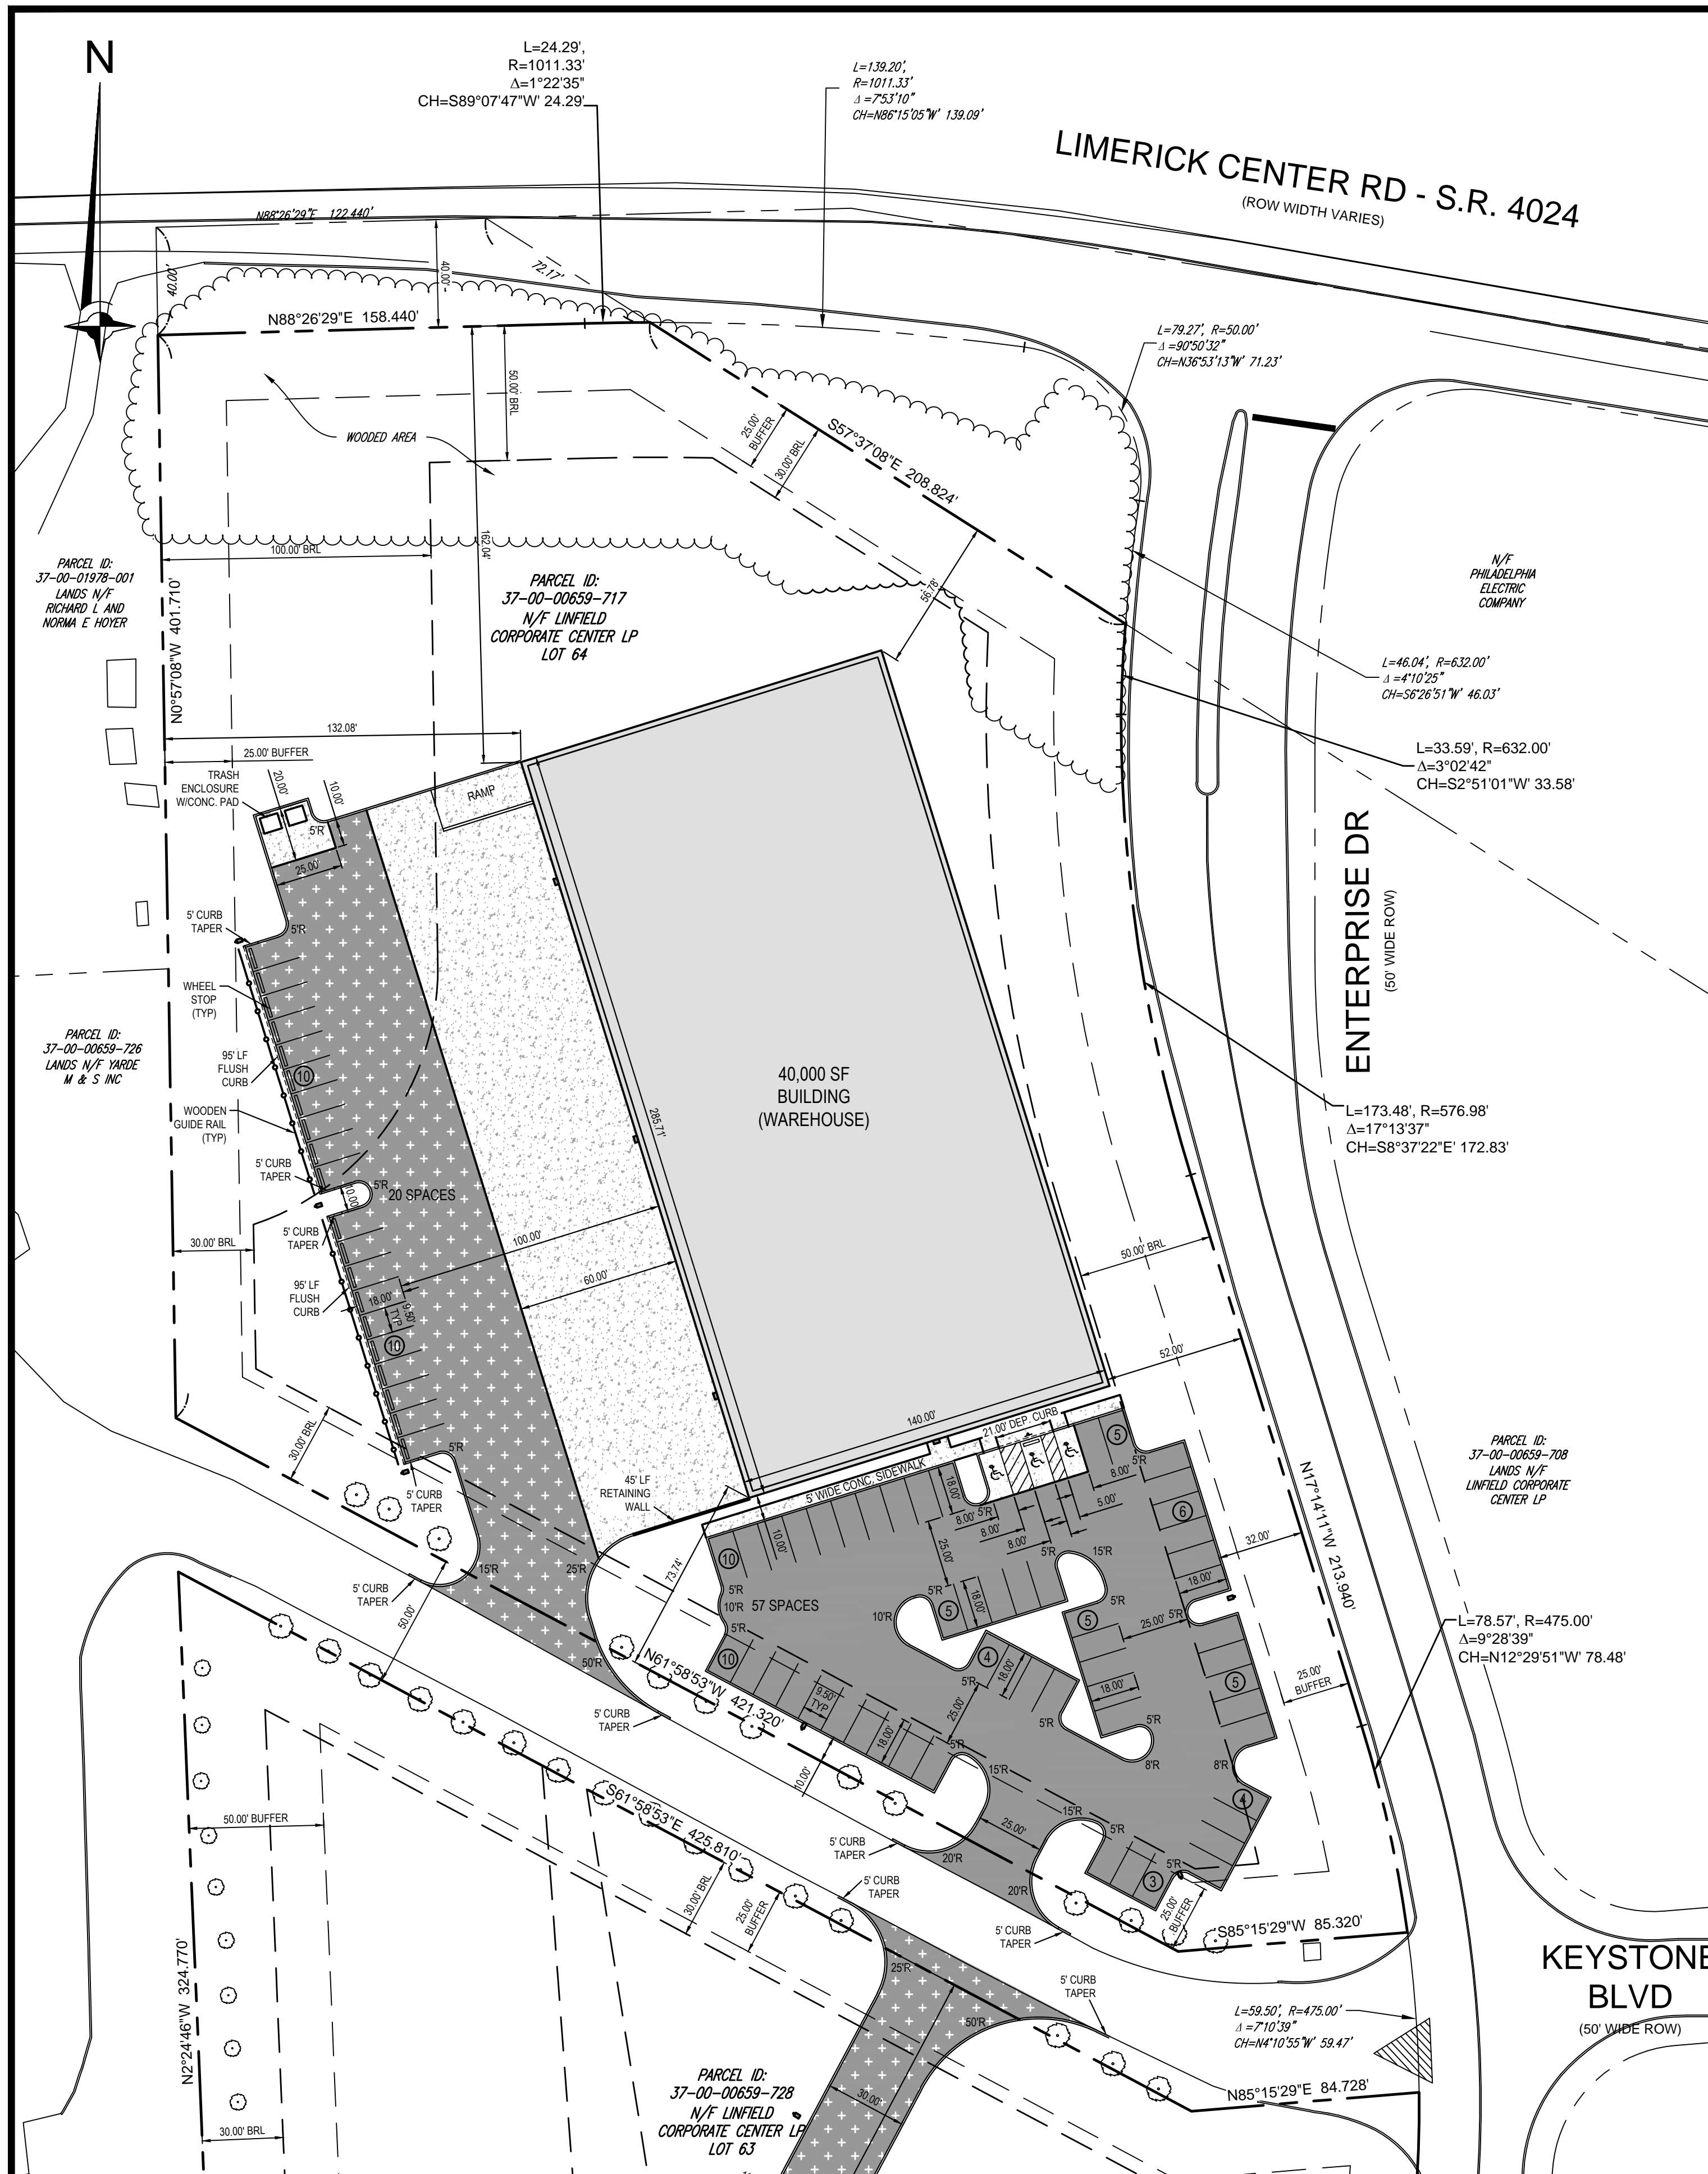 N
L=24.29',
R=1011.33'
Δ=1°22'35"
CH=S89°07'47"W' 24.29'
L=139.20',
R=1011.33'
Δ =7°53'10"
CH=N86°15'05"W' 139.09'
LIMERICK CENTER RD - S.R. 4024
(ROW WIDTH VARIES)
N88°26'29"E 122.440'
40.00'
40.00'
72.17'
N88°26'29"E 158.440'
L=79.27', R=50.00'
Δ =90°50'32"
CH=N36°53'13"W' 71.23'
50.00' BRL
25.00'
BUFFER
30.00' BRL
S57°37'08"E 208.824'
WOODED AREA
162.04'
100.00' BRL
56.78'
PARCEL ID:
37-00-01978-001
LANDS N/F
RICHARD L AND
NORMA E HOYER
PARCEL ID:
37-00-00659-717
N/F LINFIELD
CORPORATE CENTER LP
LOT 64
N/F
PHILADELPHIA
ELECTRIC
COMPANY
N0°57'08"W 401.710'
L=46.04', R=632.00'
Δ =4°10'25"
CH=S6°26'51"W' 46.03'
132.08'
25.00' BUFFER
L=33.59', R=632.00'
Δ=3°02'42"
CH=S2°51'01"W' 33.58'
TRASH
ENCLOSURE
W/CONC. PAD
20.00'
10.00'
RAMP
5'R
25.00'
ENTERPRISE DR
(50' WIDE ROW)
5' CURB
TAPER
5'R
WHEEL
STOP
(TYP)
PARCEL ID:
37-00-00659-726
LANDS N/F YARDE
M & S INC
95' LF
FLUSH
CURB
10
40,000 SF
BUILDING
(WAREHOUSE)
285.71'
WOODEN
GUIDE RAIL
(TYP)
L=173.48', R=576.98'
Δ=17°13'37"
CH=S8°37'22"E' 172.83'
5' CURB
TAPER
5'R
20 SPACES
5' CURB
TAPER
30.00' BRL
100.00'
60.00'
50.00' BRL
95' LF
FLUSH
CURB
18.00'
9.50'
TYP
10
52.00'
30.00' BRL
140.00'
21.00' DEP. CURB
5
5'R
5'R
5' CURB
TAPER
45' LF
RETAINING
WALL
5' WIDE CONC. SIDEWALK
18.00'
8.00'
5.00'
8.00'
5'R
8.00'
8.00'
6
PARCEL ID:
37-00-00659-708
LANDS N/F
LINFIELD CORPORATE
CENTER LP
N17°14'11"W 213.940'
10.00'
10
25.00'
5'R
15'R
32.00'
73.74'
15'R
25'R
5'R
5'R
18.00'
18.00'
5' CURB
TAPER
50.00'
10'R
57 SPACES
10'R
5
5
5'R
25.00'
5'R
5'R
10
4
L=78.57', R=475.00'
Δ=9°28'39"
CH=N12°29'51"W' 78.48'
50'R
N61°58'53"W 421.320'
5'R
18.00'
18.00'
5
25.00'
BUFFER
9.50'
TYP
25.00'
5'R
5'R
5' CURB
TAPER
18.00'
5'R
8'R
8'R
10.00'
15'R
4
S61°58'53"E 425.810'
50.00' BUFFER
15'R
25.00'
5'R
5' CURB
TAPER
20'R
5'R
3
30.00' BRL
25.00'
BUFFER
5' CURB
TAPER
20'R
25.00'
BUFFER
5' CURB
TAPER
S85°15'29"W 85.320'
KEYSTONE
BLVD
(50' WIDE ROW)
N2°24'46"W 324.770'
25'R
5' CURB
TAPER
50'R
L=59.50', R=475.00'
Δ =7°10'39"
CH=N4°10'55"W' 59.47'
PARCEL ID:
37-00-00659-728
N/F LINFIELD
CORPORATE CENTER LP
LOT 63
30.00'
N85°15'29"E 84.728'
30.00' BRL